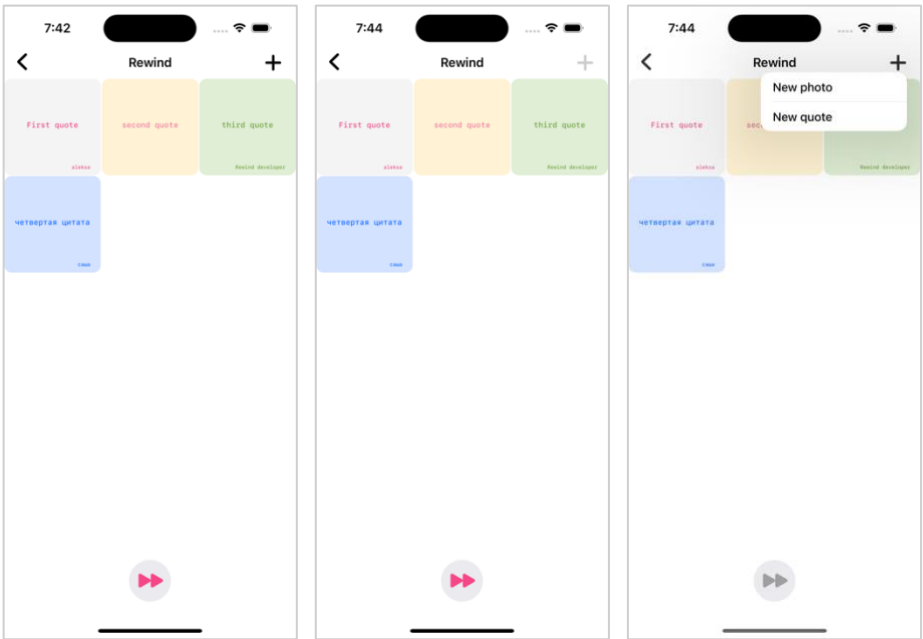 7:42
Rewind
First quote
second quote
third quote
aleksa
Rewind developer
четвертая цитата
саша
7:44
Rewind
First quote
second quote
third quote
aleksa
Rewind developer
четвертая цитата
саша
7:44
Rewind
New photo
New quote
First quote
sec
aleksa
Rewind developer
четвертая цитата
саша